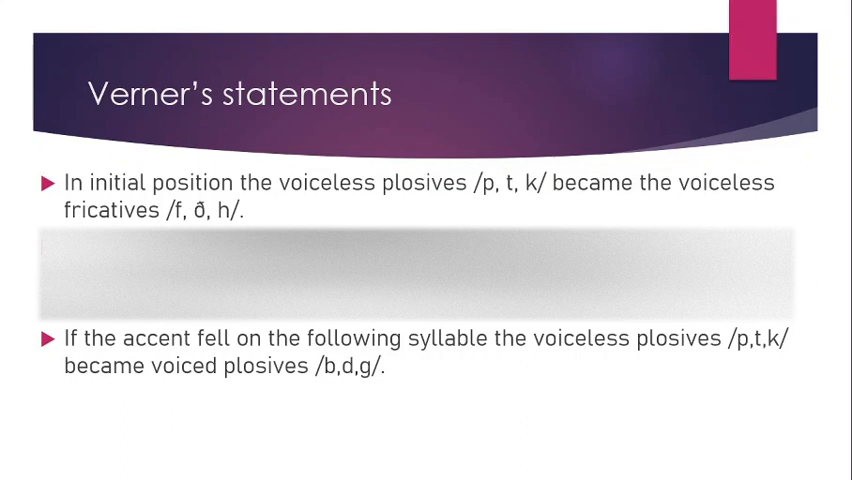 Verner's statements
In initial position the voiceless plosives /p, t, k/ became the voiceless
fricatives /f, ð, h/.
If the accent fell on the following syllable the voiceless plosives /p,t,k/
became voiced plosives /b,d,g/.